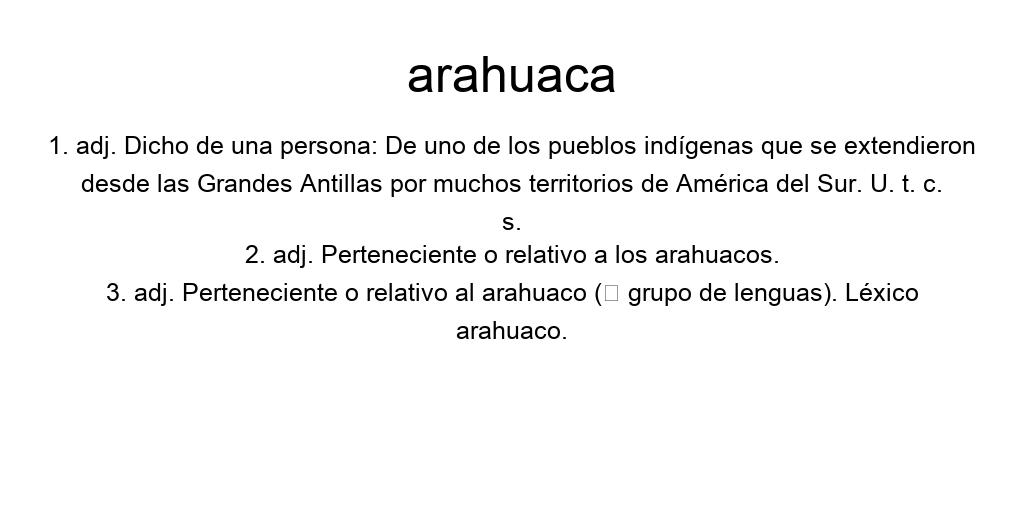 arahuaca
1. adj. Dicho de una persona: De uno de los pueblos indígenas que se extendieron
desde las Grandes Antillas por muchos territorios de América del Sur. U. t. c.
s.
2. adj. Perteneciente o relativo a los arahuacos.
3. adj. Perteneciente o relativo al arahuaco (□ grupo de lenguas). Léxico
arahuaco.